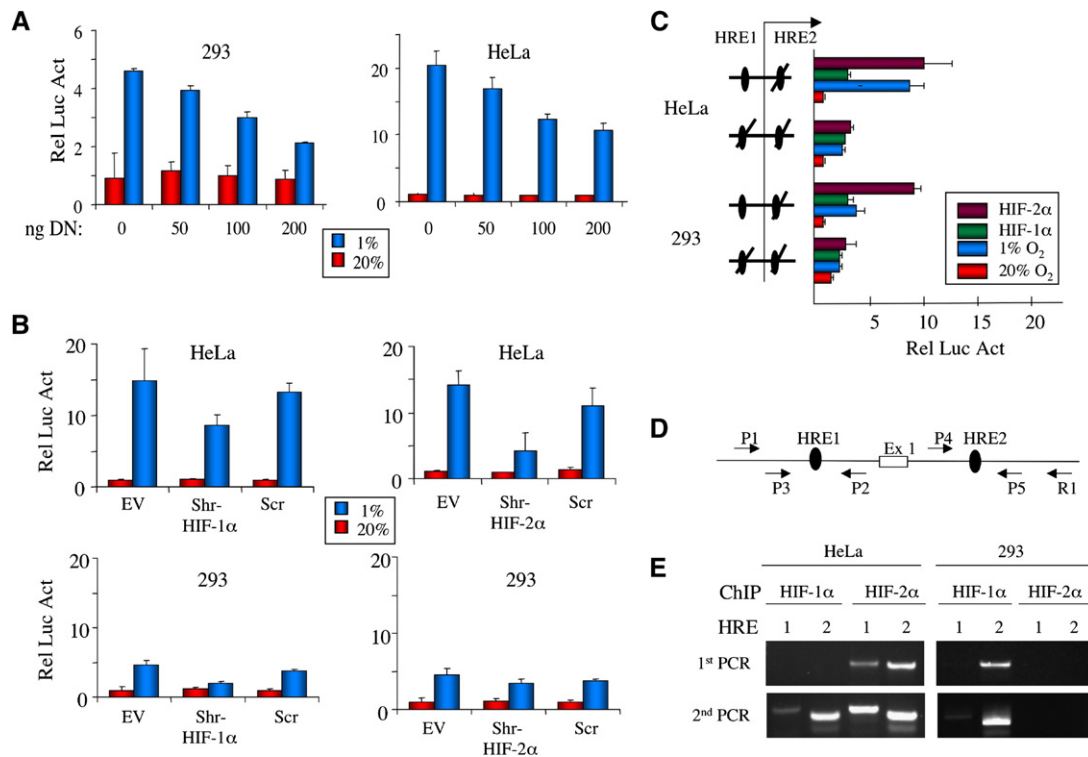 A
293
HeLa
Rel Luc Act
6
4
2
0
20
10
0
ng DN: 0 50 100 200
0 50 100 200
1%
20%
B
HeLa
HeLa
Rel Luc Act
20
10
0
20
10
0
EV Shr-HIF-1α Scr
EV Shr-HIF-2α Scr
1%
20%
293
293
Rel Luc Act
20
10
0
20
10
0
EV Shr-HIF-1α Scr
EV Shr-HIF-2α Scr
C
HRE1 HRE2
HeLa
293
HIF-2α
HIF-1α
1% O₂
20% O₂
5 10 15 20
Rel Luc Act
D
P1 HRE1 Ex 1 P4 HRE2
P3 P2 P5 R1
E
HeLa 293
ChIP HIF-1α HIF-2α HIF-1α HIF-2α
HRE 1 2 1 2 1 2 1 2
1st PCR
2nd PCR